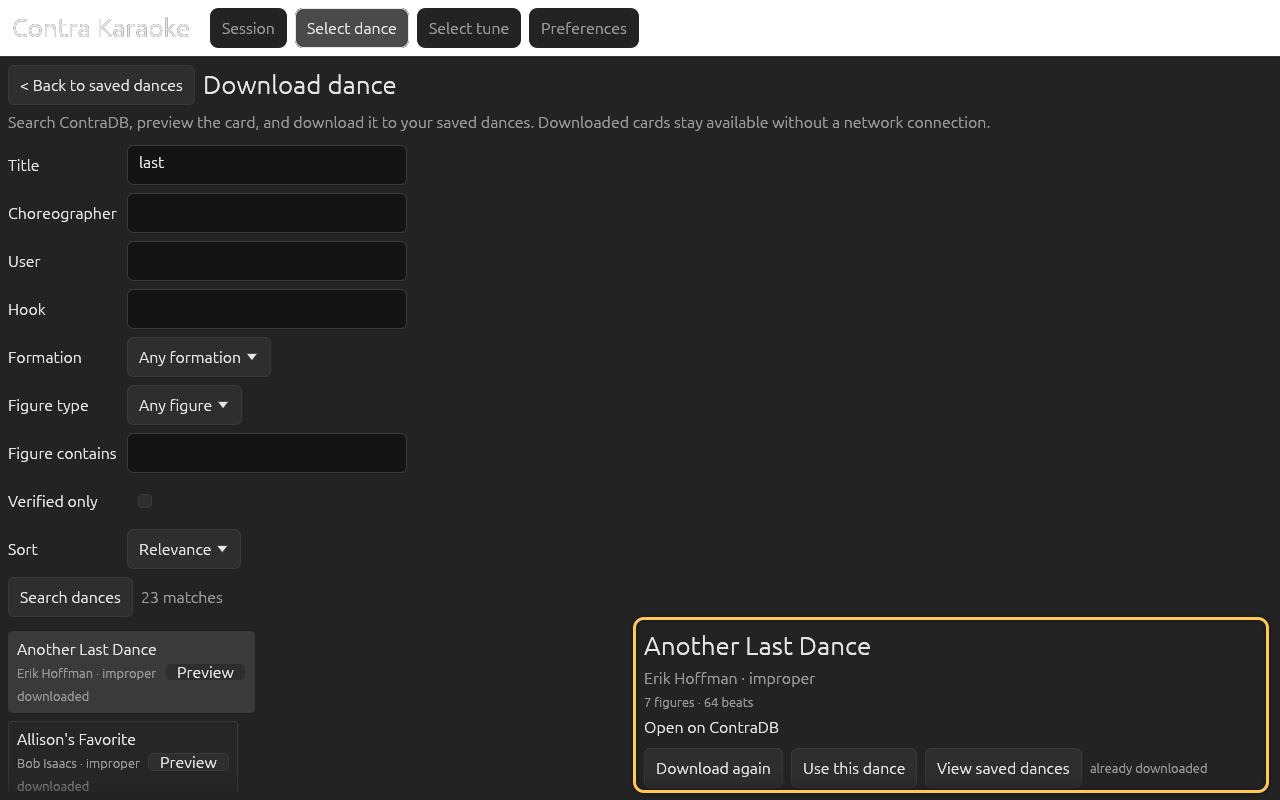 Contra Karaoke Session Select dance Select tune Preferences
< Back to saved dances Download dance
Search ContraDB, preview the card, and download it to your saved dances. Downloaded cards stay available without a network connection.
Title last
Choreographer
User
Hook
Formation Any formation
Figure type Any figure
Figure contains
Verified only
Sort Relevance
Search dances 23 matches
Another Last Dance
Erik Hoffman · improper Preview
downloaded
Allison's Favorite
Bob Isaacs · improper Preview
downloaded
Another Last Dance
Erik Hoffman · improper
7 figures · 64 beats
Open on ContraDB
Download again Use this dance View saved dances already downloaded